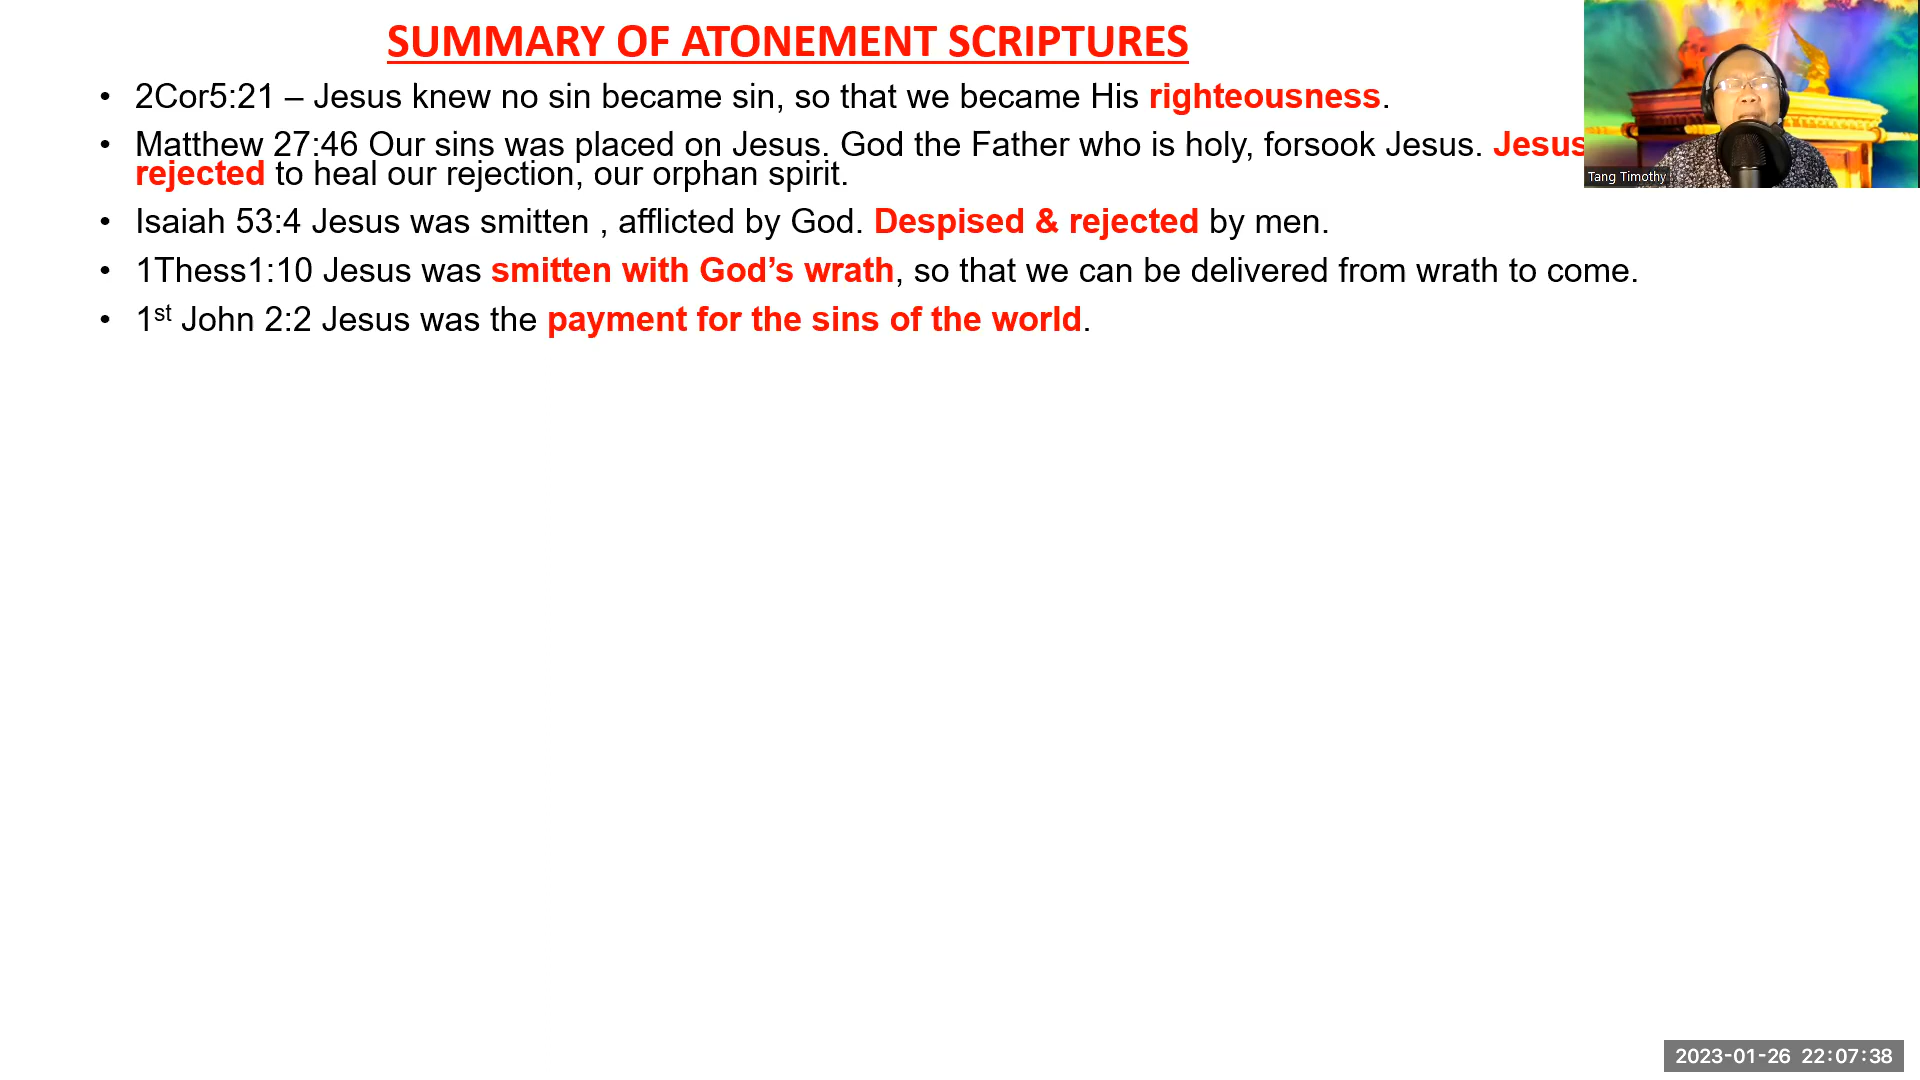 SUMMARY OF ATONEMENT SCRIPTURES
• 2Cor5:21 – Jesus knew no sin became sin, so that we became His righteousness.
• Matthew 27:46 Our sins was placed on Jesus. God the Father who is holy, forsook Jesus. Jesus
rejected to heal our rejection, our orphan spirit.
• Isaiah 53:4 Jesus was smitten , afflicted by God. Despised & rejected by men.
• 1Thess1:10 Jesus was smitten with God’s wrath, so that we can be delivered from wrath to come.
• 1st John 2:2 Jesus was the payment for the sins of the world.
Tang Timothy
2023-01-26 22:07:38